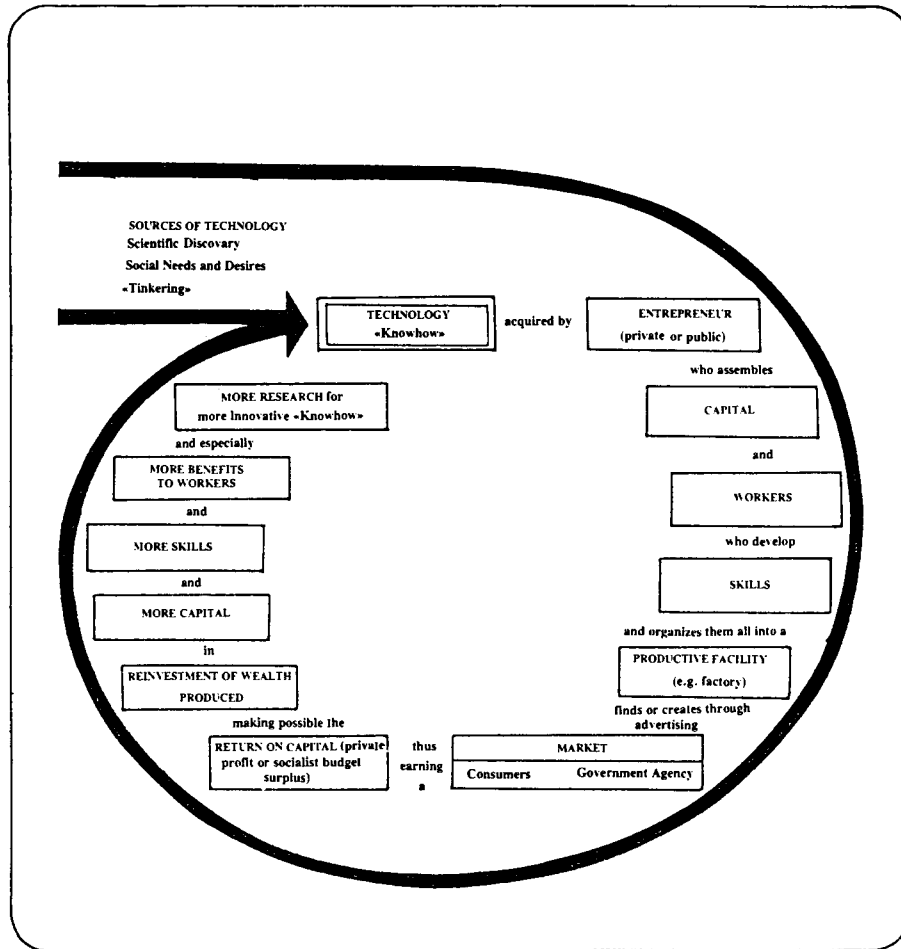 SOURCES OF TECHNOLOGY
Scientific Discovary
Social Needs and Desires
«Tinkering»
TECHNOLOGY
«Knowhow»
acquired by
ENTREPRENEUR
(private or public)
who assembles
CAPITAL
and
WORKERS
who develop
SKILLS
and organizes them all into a
PRODUCTIVE FACILITY
(e.g. factory)
finds or creates through
advertising
MARKET
Consumers Government Agency
thus
earning
a
RETURN ON CAPITAL (private
profit or socialist budget
surplus)
making possible the
REINVESTMENT OF WEALTH
PRODUCED
in
MORE CAPITAL
and
MORE SKILLS
and
MORE BENEFITS
TO WORKERS
and especially
MORE RESEARCH for
more Innovative «Knowhow»